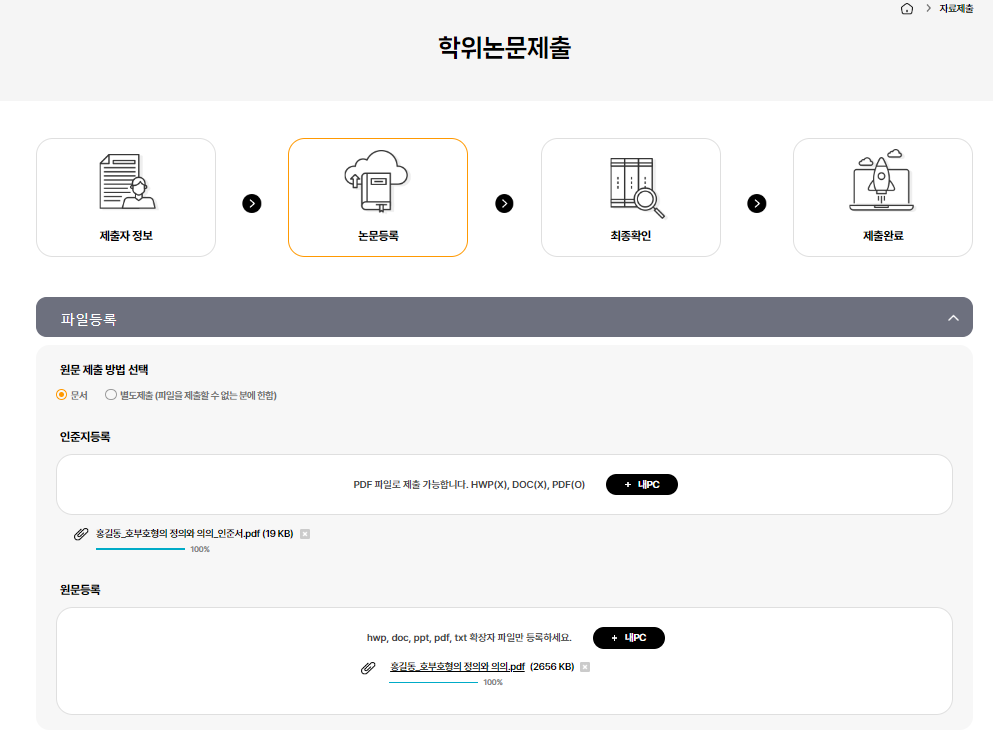 자료제출
학위논문제출
제출자 정보
논문등록
최종확인
제출완료
파일등록
원문 제출 방법 선택
문서 별도제출 (파일을 제출할 수 없는 분에 한함)
인준지등록
PDF 파일로 제출 가능합니다. HWP(X), DOC(X), PDF(O) + 내PC
홍길동_호부호형의 정의와 의의_인준서.pdf (19 KB)
100%
원문등록
hwp, doc, ppt, pdf, txt 확장자 파일만 등록하세요. + 내PC
홍길동_호부호형의 정의와 의의.pdf (2656 KB)
100%